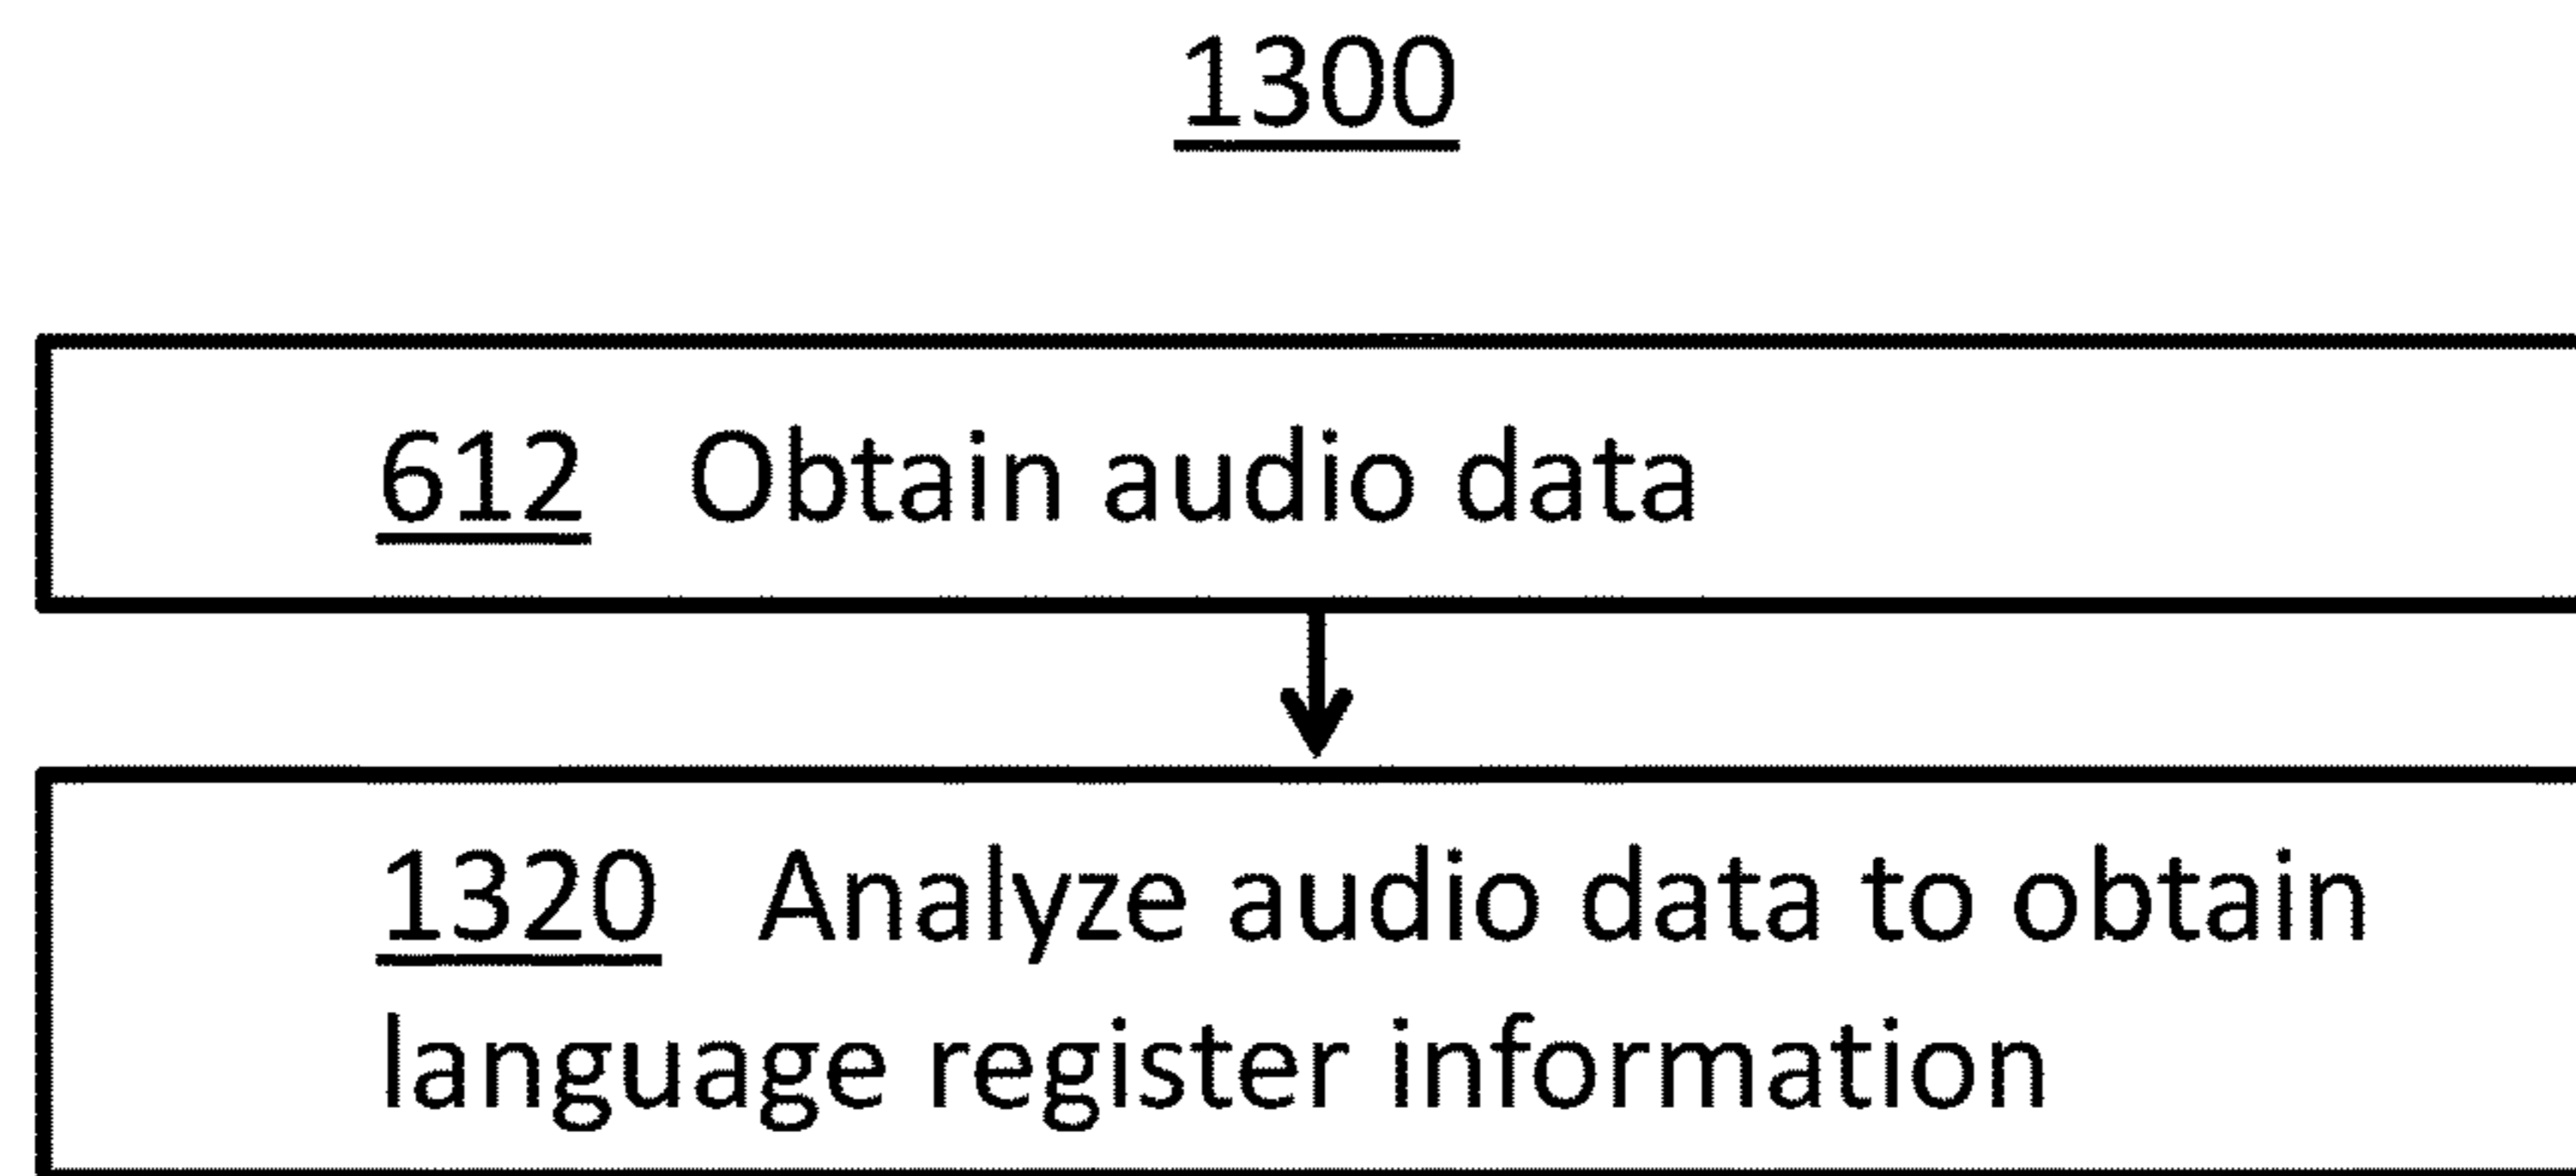 1300
612 Obtain audio data
1320 Analyze audio data to obtain
language register information